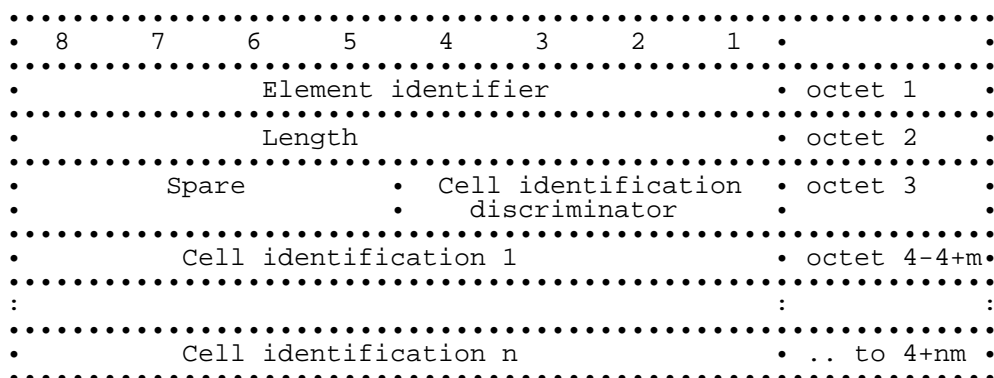 8 7 6 5 4 3 2 1
Element identifier octet 1
Length octet 2
Spare Cell identification octet 3
discriminator
Cell identification 1 octet 4-4+m
: : :
Cell identification n .. to 4+nm